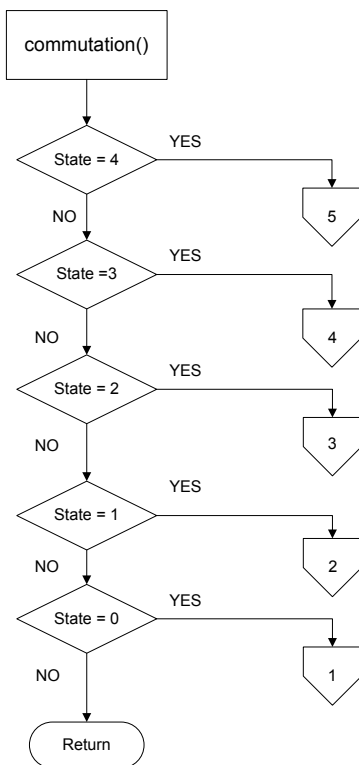 commutation()
State = 4
YES
5
NO
State =3
YES
4
NO
State = 2
YES
3
NO
State = 1
YES
2
NO
State = 0
YES
1
NO
Return